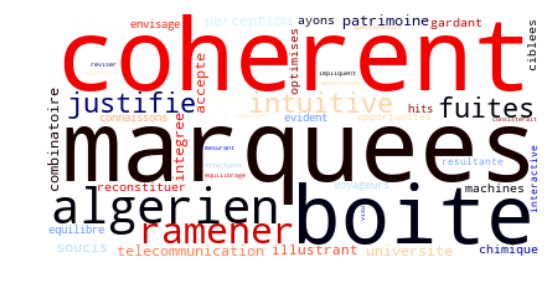 envisage perception ayons patrimoine gardant
coherent
ciblees
optimises
reviser
impliquent
accepte
justifie
intuitive
hits
fuites
combinatoire
connaissons
evident
opportunites
consisterait
integree
marquees
mesurant
resultante
interactive
equilibrage
reconstituer
voyageurs
machines
algerien
boite
ramener
equilibre
soucis
telecommunication
illustrant
universite
chimique